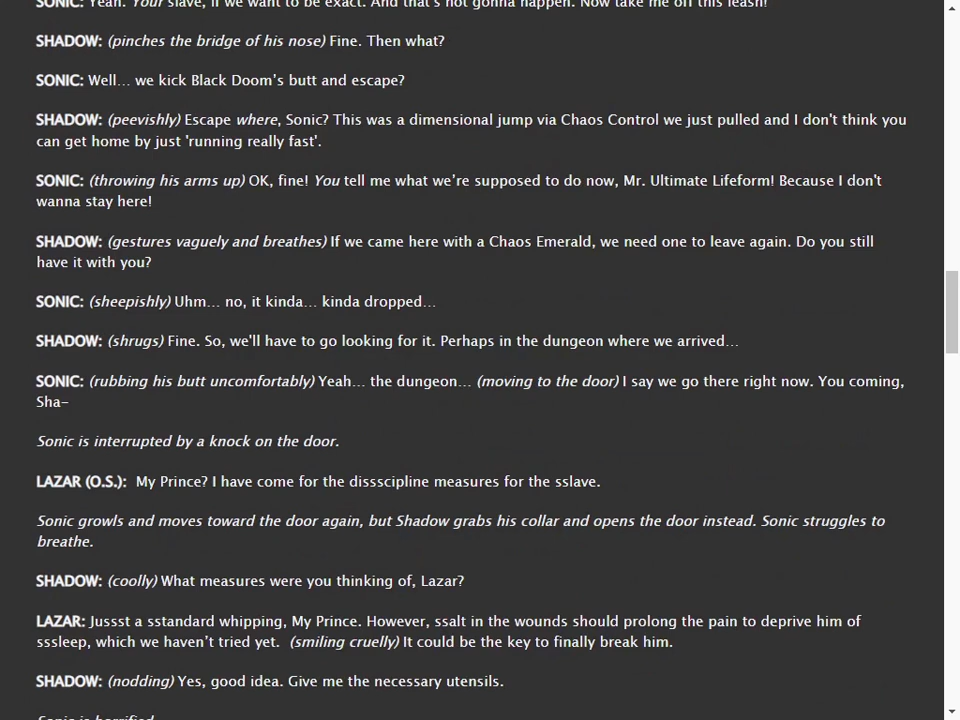 SONIC: Yeah. Your slave, if we want to be exact. And that's not gonna happen. Now take me off this leash!
SHADOW: (pinches the bridge of his nose) Fine. Then what?
SONIC: Well… we kick Black Doom’s butt and escape?
SHADOW: (peevishly) Escape where, Sonic? This was a dimensional jump via Chaos Control we just pulled and I don't think you
can get home by just 'running really fast'.
SONIC: (throwing his arms up) OK, fine! You tell me what we’re supposed to do now, Mr. Ultimate Lifeform! Because I don't
wanna stay here!
SHADOW: (gestures vaguely and breathes) If we came here with a Chaos Emerald, we need one to leave again. Do you still
have it with you?
SONIC: (sheepishly) Uhm… no, it kinda… kinda dropped…
SHADOW: (shrugs) Fine. So, we'll have to go looking for it. Perhaps in the dungeon where we arrived…
SONIC: (rubbing his butt uncomfortably) Yeah… the dungeon… (moving to the door) I say we go there right now. You coming,
Sha–
Sonic is interrupted by a knock on the door.
LAZAR (O.S.): My Prince? I have come for the dissscipline measures for the sslave.
Sonic growls and moves toward the door again, but Shadow grabs his collar and opens the door instead. Sonic struggles to
breathe.
SHADOW: (coolly) What measures were you thinking of, Lazar?
LAZAR: Jussst a sstandard whipping, My Prince. However, ssalt in the wounds should prolong the pain to deprive him of
sssleep, which we haven’t tried yet. (smiling cruelly) It could be the key to finally break him.
SHADOW: (nodding) Yes, good idea. Give me the necessary utensils.
Sonic is horrified.